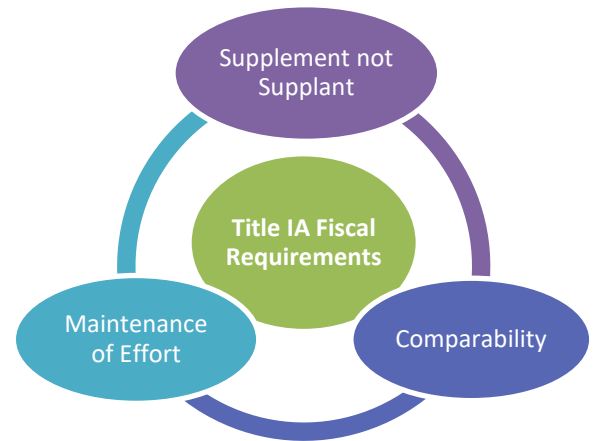 Supplement not
Supplant
Title IA Fiscal
Requirements
Maintenance
of Effort
Comparability